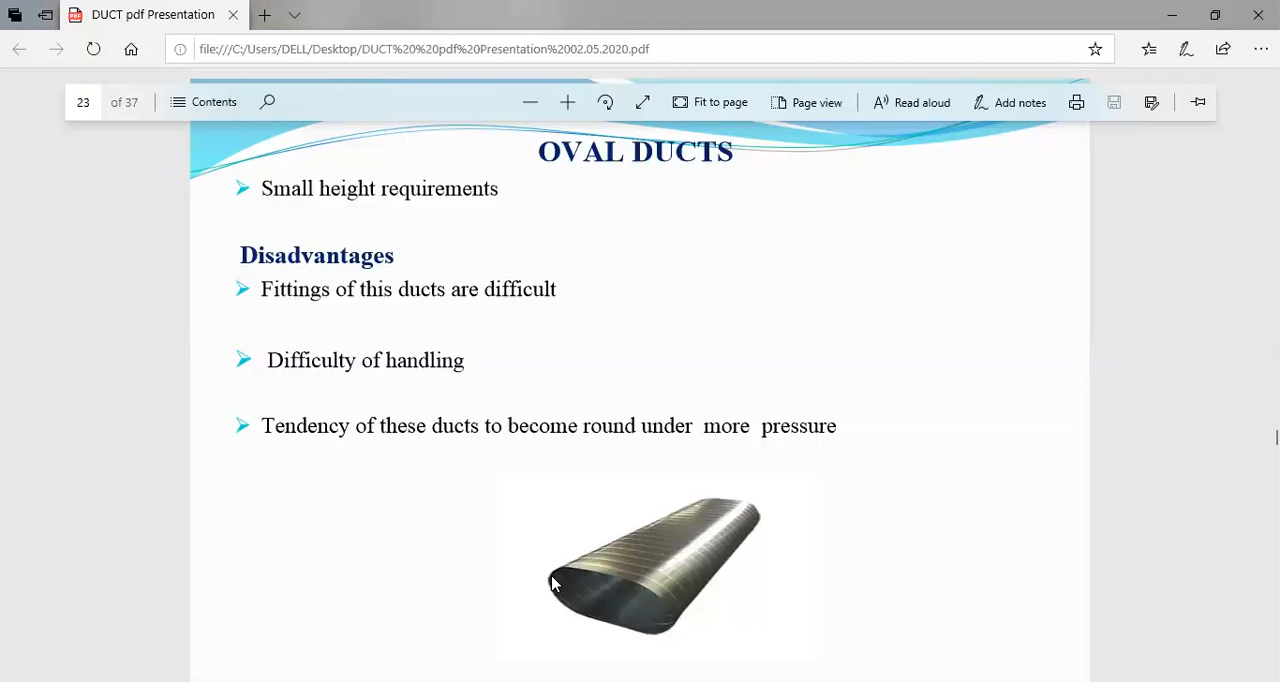 DUCT pdf Presentation
file:///C:/Users/DELL/Desktop/DUCT%20%20pdf%20Presentation%2002.05.2020.pdf
23 of 37 Contents Fit to page Page view Read aloud Add notes
OVAL DUCTS
Small height requirements
Disadvantages
Fittings of this ducts are difficult
Difficulty of handling
Tendency of these ducts to become round under more pressure